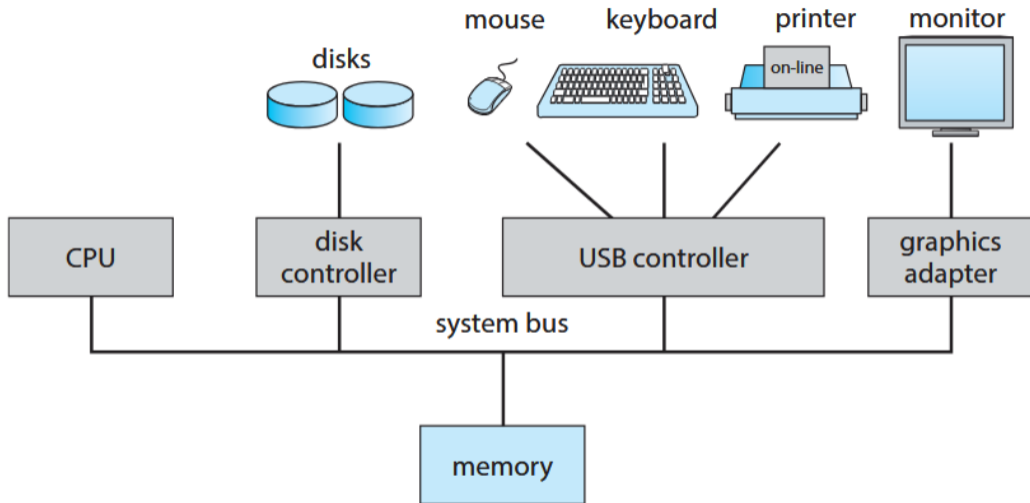 mouse
keyboard
printer
monitor
disks
on-line
CPU
disk
controller
USB controller
graphics
adapter
system bus
memory